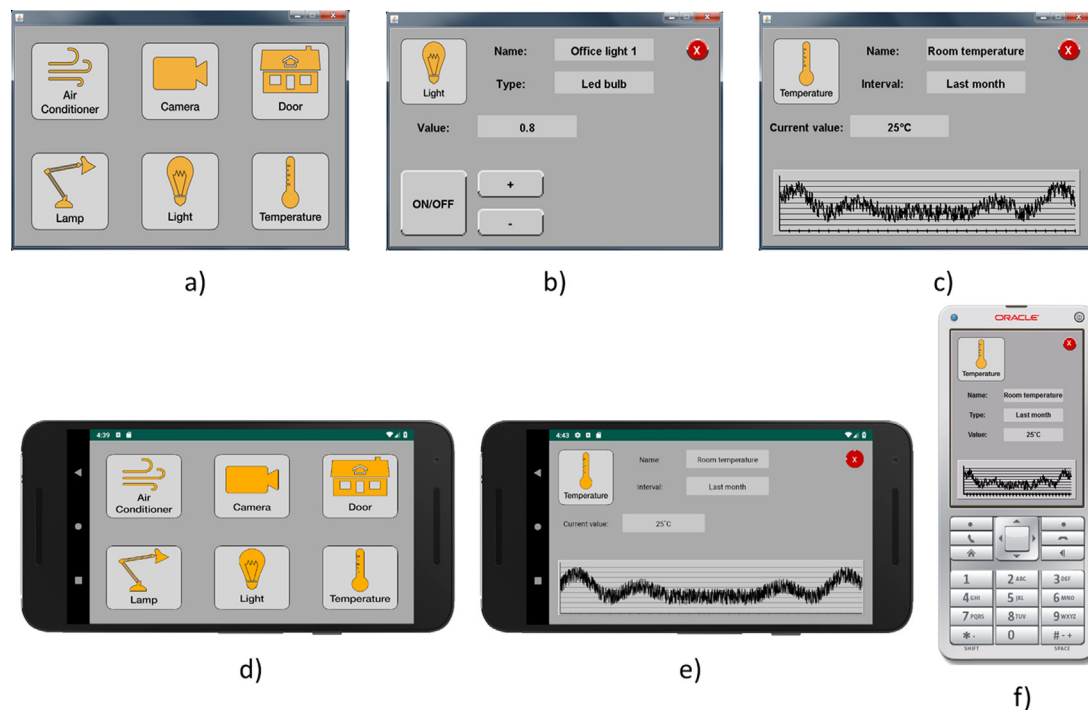 Air
Conditioner
Camera
Door
Lamp
Light
Temperature
a)
Light
Name: Office light 1
X
Type: Led bulb
Value: 0.8
ON/OFF
+
-
b)
Temperature
Name: Room temperature
X
Interval: Last month
Current value: 25°C
c)
4:39
Air
Conditioner
Camera
Door
Lamp
Light
Temperature
d)
4:43
Temperature
Name: Room temperature
X
Interval: Last month
Current value: 25°C
e)
ORACLE
Temperature
X
Name: Room temperature
Type: Last month
Value: 25°C
1 2 ABC 3 DEF
4 GHI 5 JKL 6 MNO
7 PQRS 8 TUV 9 WXYZ
* . 0 # - +
SHIFT SPACE
f)